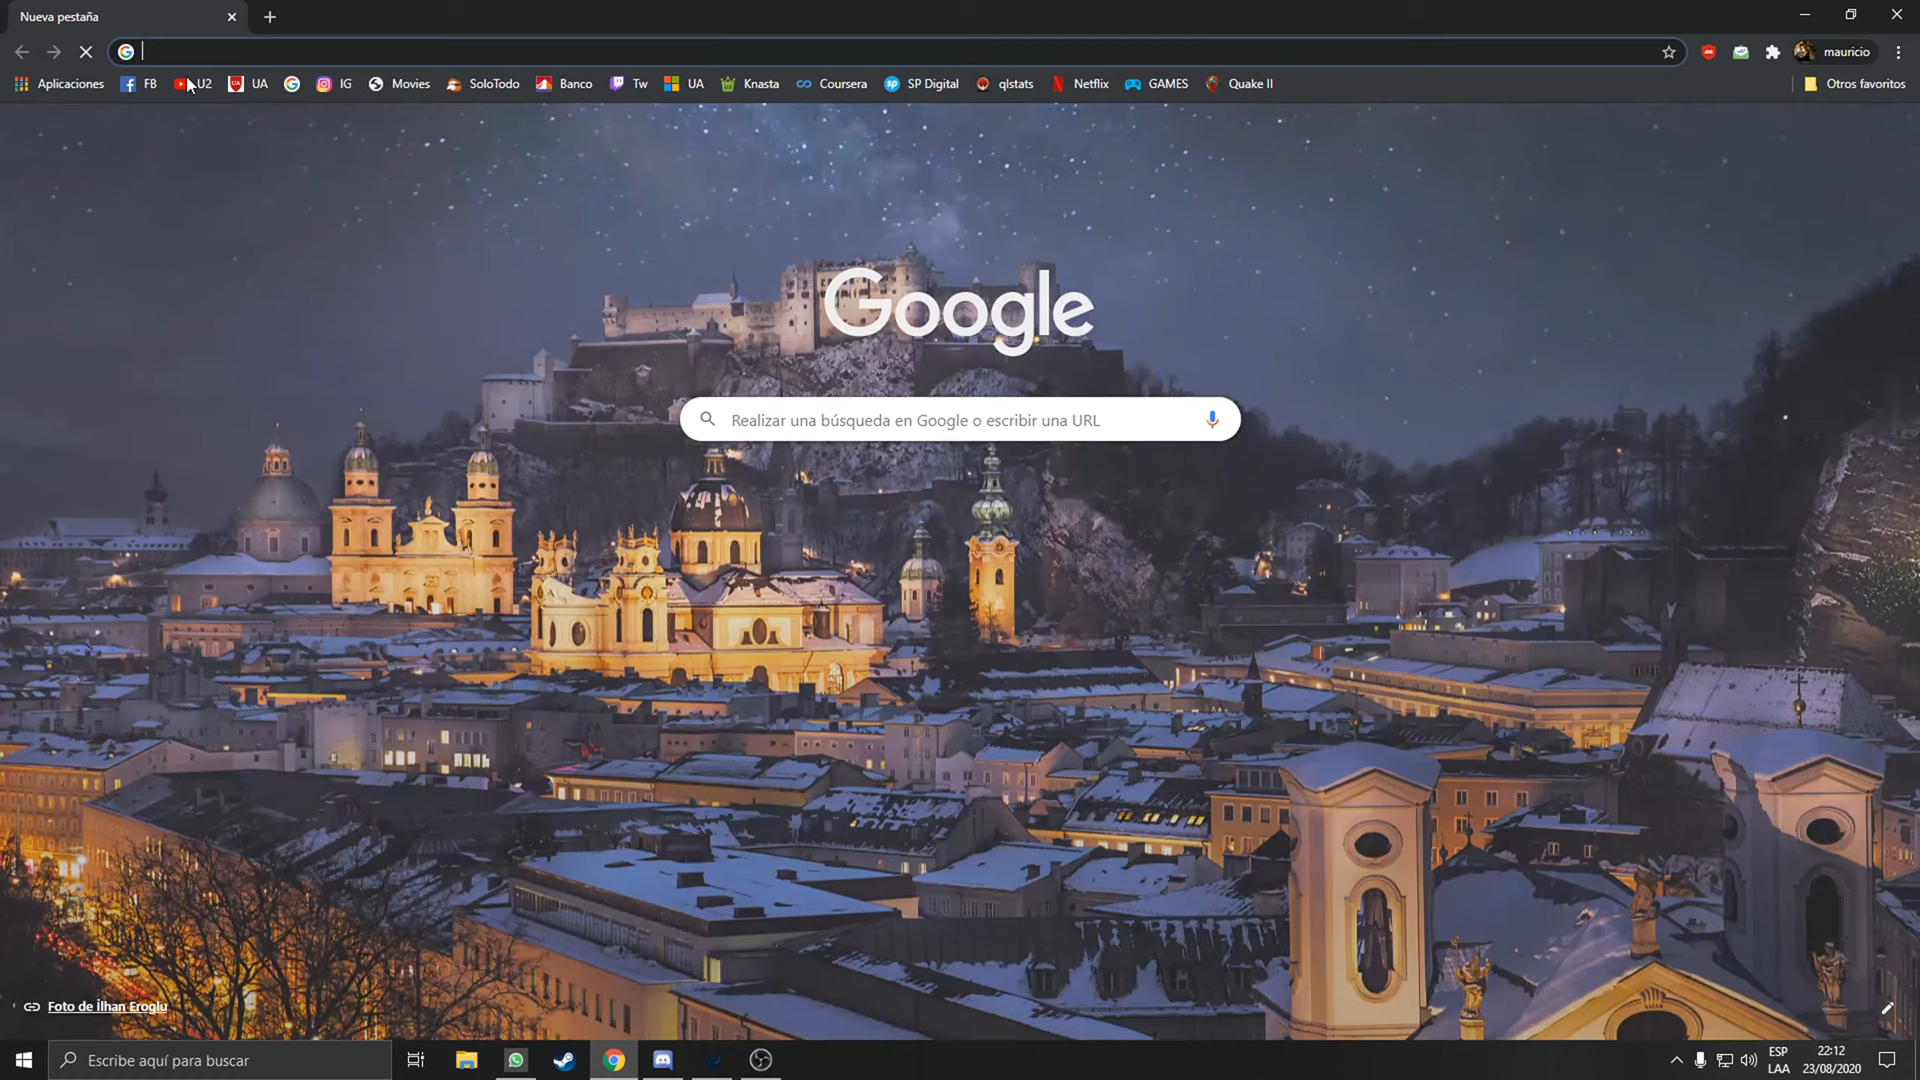 Nueva pestaña
mauricio
Aplicaciones FB U2 UA IG Movies SoloTodo Banco Tw UA Knasta Coursera SP Digital qlstats Netflix GAMES Quake II Otros favoritos
Google
Realizar una búsqueda en Google o escribir una URL
Foto de İlhan Eroglu
Escribe aquí para buscar
ESP
LAA
22:12
23/08/2020